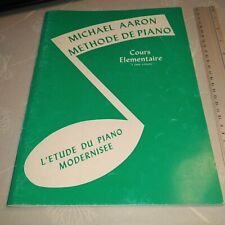 MICHAEL AARON
METHODE DE PIANO
Cours
Elementaire
L'ETUDE DU PIANO
MODERNISEE